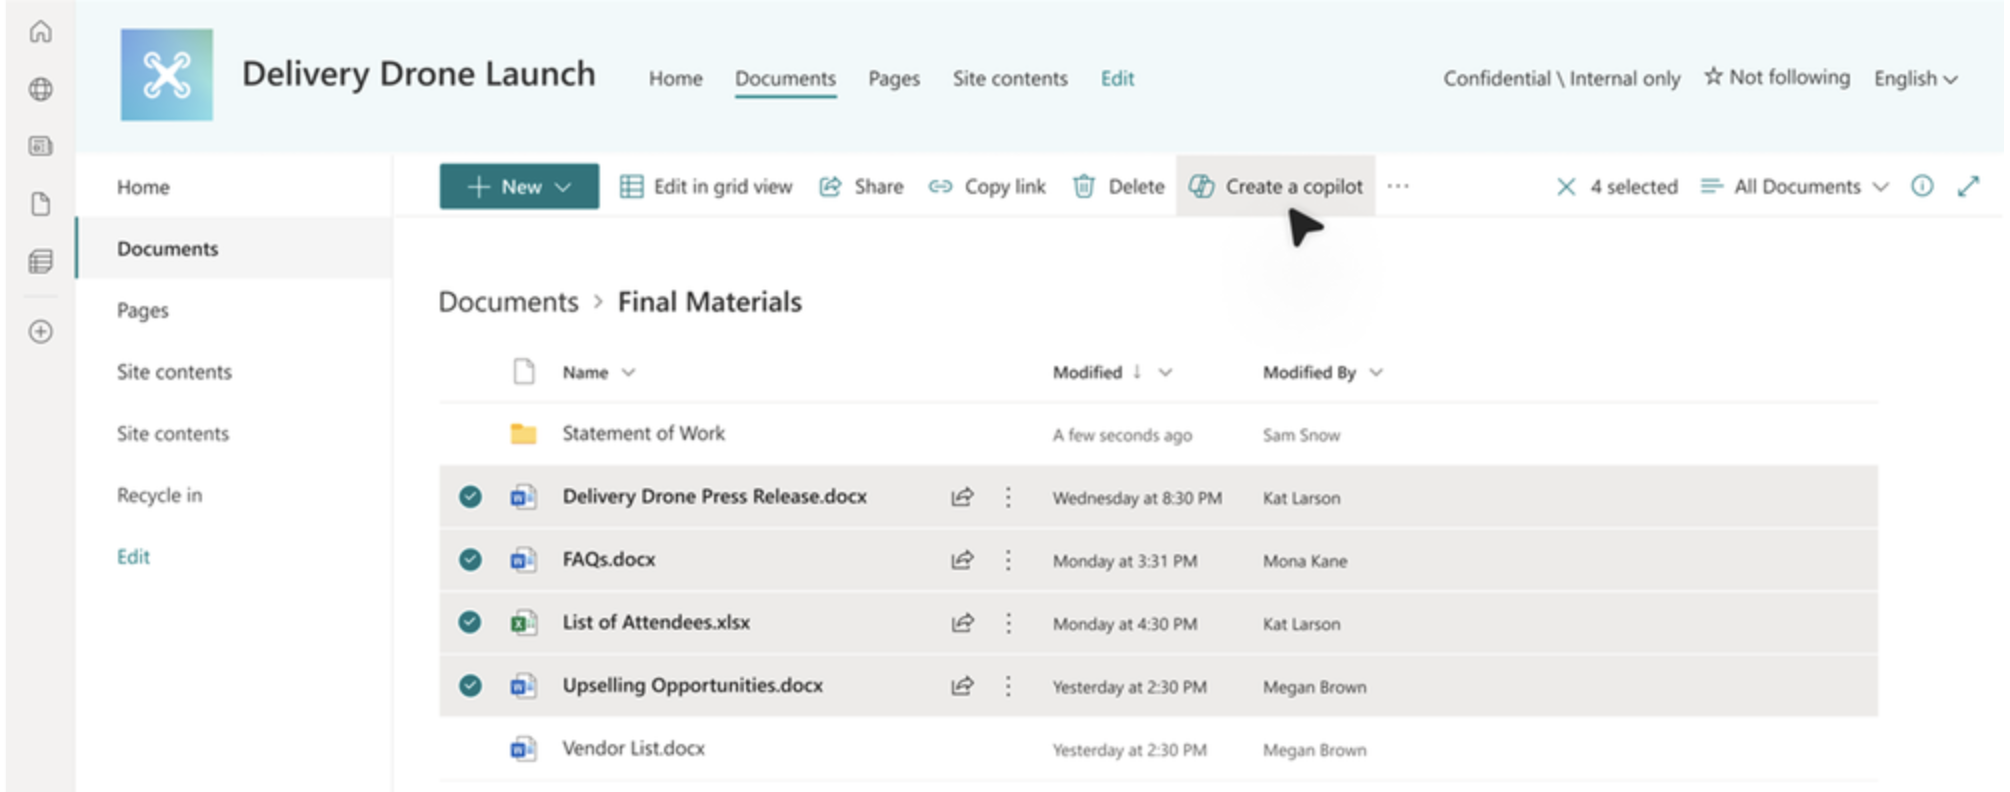 Delivery Drone Launch Home Documents Pages Site contents Edit Confidential \ Internal only Not following English
Home
Documents
Pages
Site contents
Site contents
Recycle in
Edit
New Edit in grid view Share Copy link Delete Create a copilot ... 4 selected All Documents
Documents > Final Materials
Name Modified ↓ Modified By
Statement of Work A few seconds ago Sam Snow
Delivery Drone Press Release.docx Wednesday at 8:30 PM Kat Larson
FAQs.docx Monday at 3:31 PM Mona Kane
List of Attendees.xlsx Monday at 4:30 PM Kat Larson
Upselling Opportunities.docx Yesterday at 2:30 PM Megan Brown
Vendor List.docx Yesterday at 2:30 PM Megan Brown